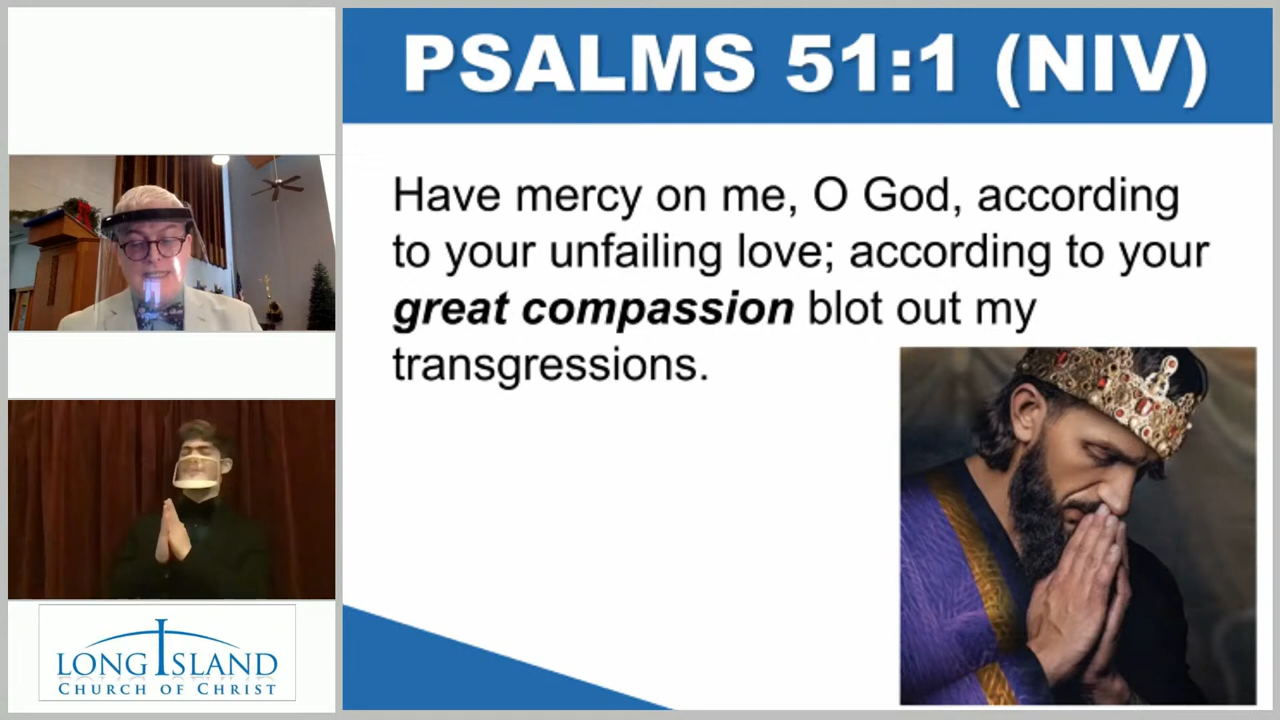 PSALMS 51:1 (NIV)
Have mercy on me, O God, according
to your unfailing love; according to your
great compassion blot out my
transgressions.
LONG ISLAND
CHURCH OF CHRIST